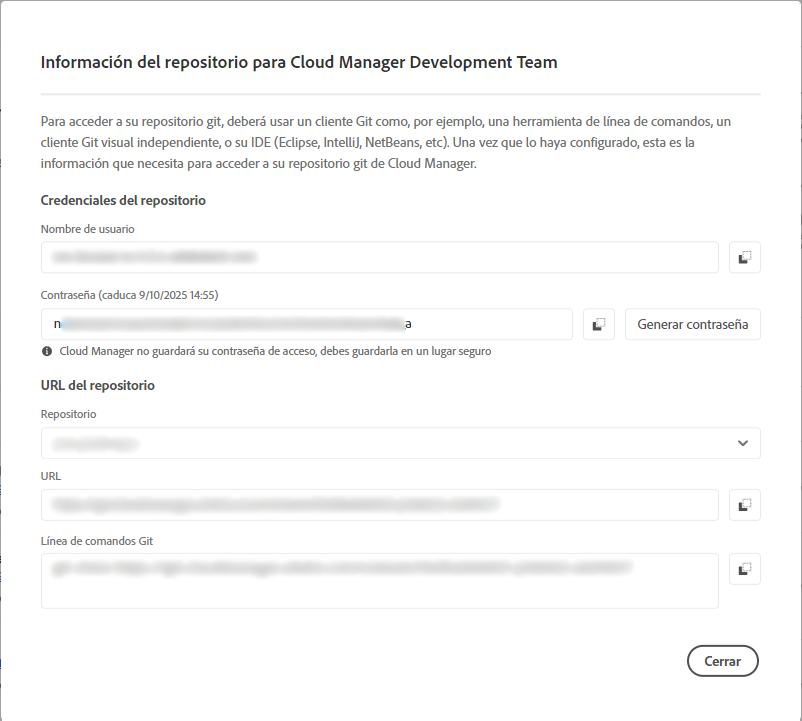 Información del repositorio para Cloud Manager Development Team
Para acceder a su repositorio git, deberá usar un cliente Git como, por ejemplo, una herramienta de línea de comandos, un
cliente Git visual independiente, o su IDE (Eclipse, IntelliJ, NetBeans, etc). Una vez que lo haya configurado, esta es la
información que necesita para acceder a su repositorio git de Cloud Manager.
Credenciales del repositorio
Nombre de usuario
Contraseña (caduca 9/10/2025 14:55)
Generar contraseña
Cloud Manager no guardará su contraseña de acceso, debes guardarla en un lugar seguro
URL del repositorio
Repositorio
URL
Línea de comandos Git
Cerrar